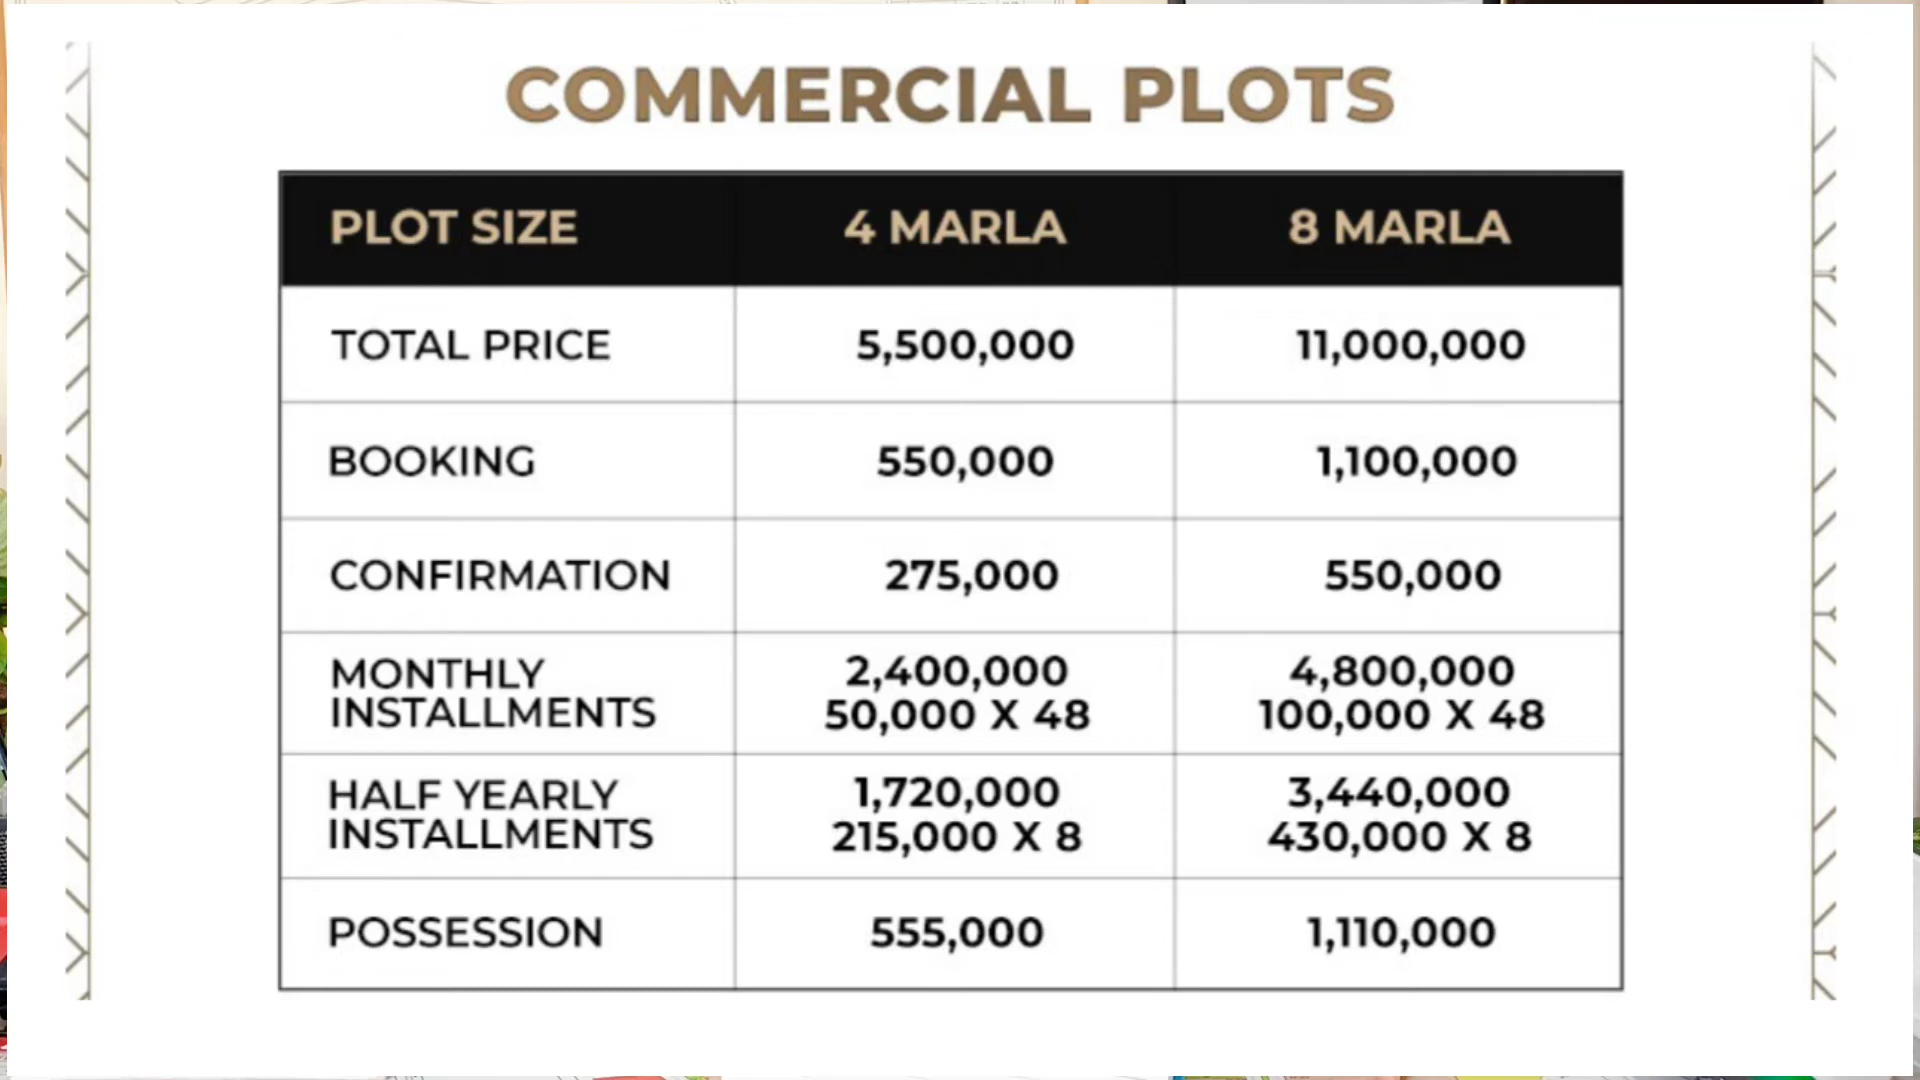 COMMERCIAL PLOTS
PLOT SIZE 4 MARLA 8 MARLA
TOTAL PRICE 5,500,000 11,000,000
BOOKING 550,000 1,100,000
CONFIRMATION 275,000 550,000
MONTHLY 2,400,000 4,800,000
INSTALLMENTS 50,000 X 48 100,000 X 48
HALF YEARLY 1,720,000 3,440,000
INSTALLMENTS 215,000 X 8 430,000 X 8
POSSESSION 555,000 1,110,000